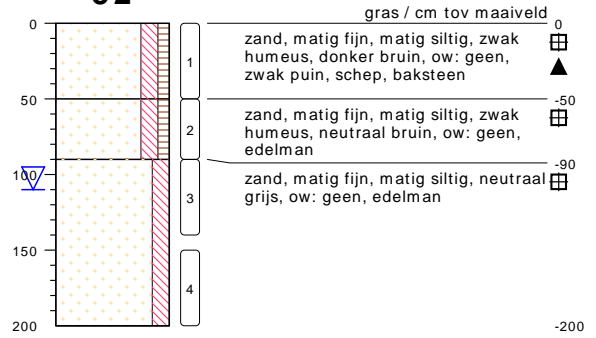 gras / cm tov maaiveld
0
0
zand, matig fijn, matig siltig, zwak
humeus, donker bruin, ow: geen,
zwak puin, schep, baksteen
1
50
-50
zand, matig fijn, matig siltig, zwak
humeus, neutraal bruin, ow: geen,
edelman
2
-90
100
zand, matig fijn, matig siltig, neutraal
grijs, ow: geen, edelman
3
150
4
200
-200